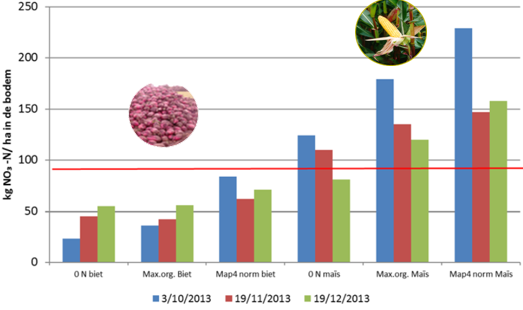 kg NO₃ -N/ ha in de bodem
250
200
150
100
50
0
0 N biet
Max.org. Biet
Map4 norm biet
0 N maïs
Max.org. Maïs
Map4 norm Maïs
3/10/2013
19/11/2013
19/12/2013